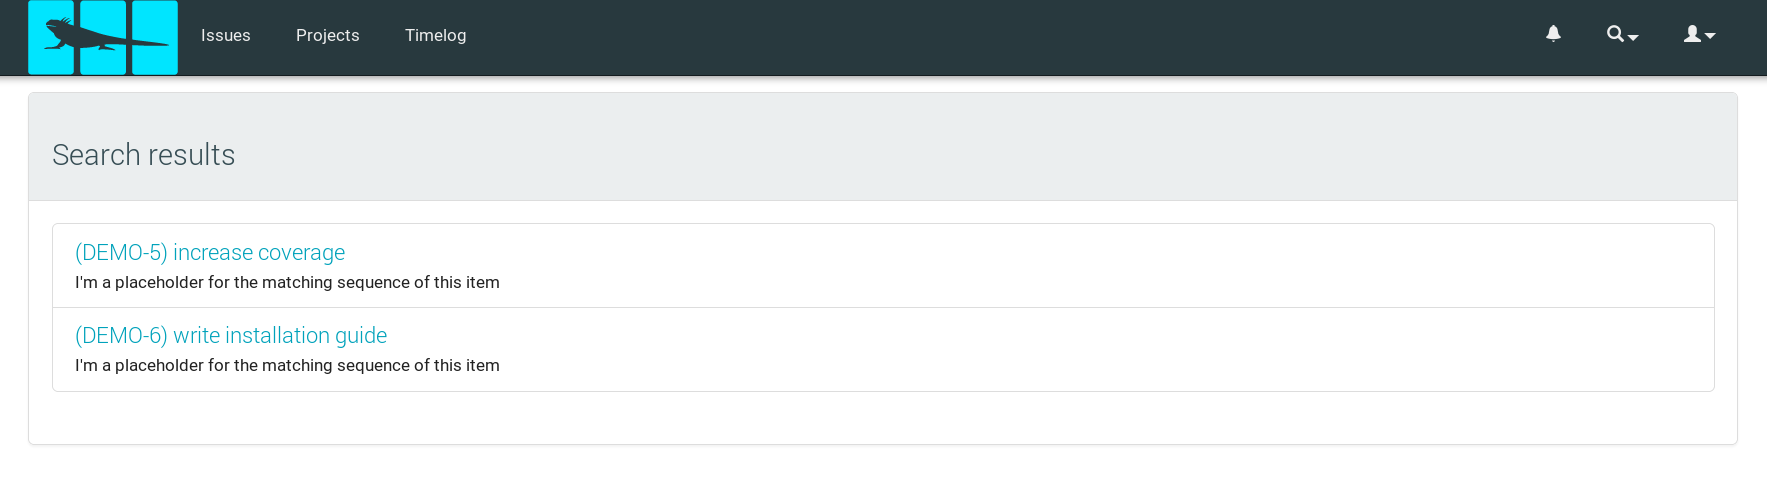 Issues Projects Timelog
Search results
(DEMO-5) increase coverage
I'm a placeholder for the matching sequence of this item
(DEMO-6) write installation guide
I'm a placeholder for the matching sequence of this item